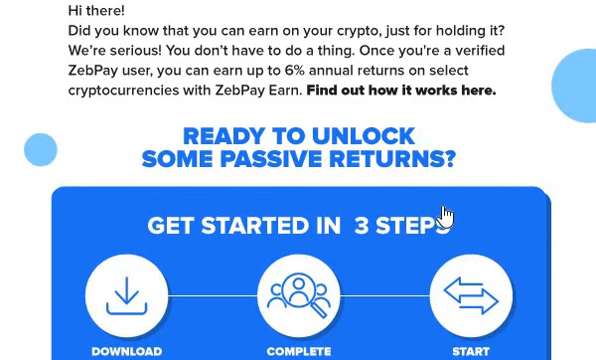 Hi there!
Did you know that you can earn on your crypto, just for holding it?
We're serious! You don't have to do a thing. Once you're a verified
ZebPay user, you can earn up to 6% annual returns on select
cryptocurrencies with ZebPay Earn. Find out how it works here.
READY TO UNLOCK
SOME PASSIVE RETURNS?
GET STARTED IN 3 STEPS
DOWNLOAD
COMPLETE
START